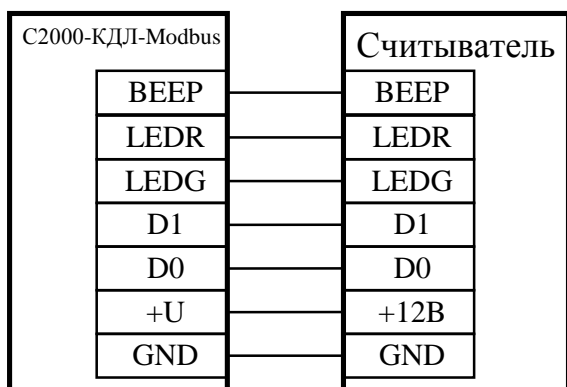 С2000-КДЛ-Modbus
Считыватель
BEEP
BEEP
LEDR
LEDR
LEDG
LEDG
D1
D1
D0
D0
+U
+12В
GND
GND